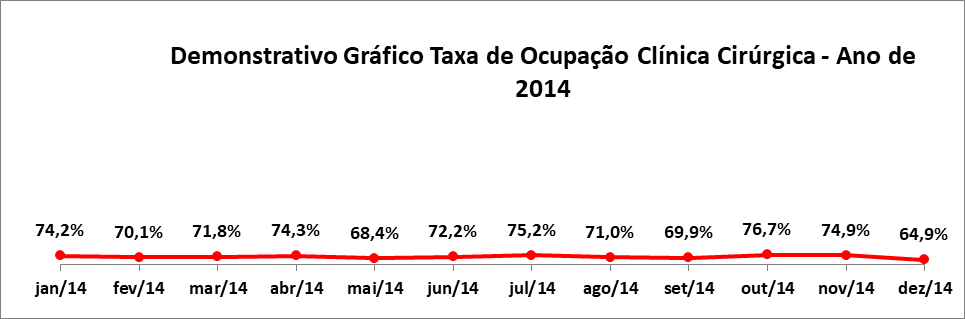 Demonstrativo Gráfico Taxa de Ocupação Clínica Cirúrgica - Ano de
2014
74,2% 70,1% 71,8% 74,3% 68,4% 72,2% 75,2% 71,0% 69,9% 76,7% 74,9% 64,9%
jan/14 fev/14 mar/14 abr/14 mai/14 jun/14 jul/14 ago/14 set/14 out/14 nov/14 dez/14